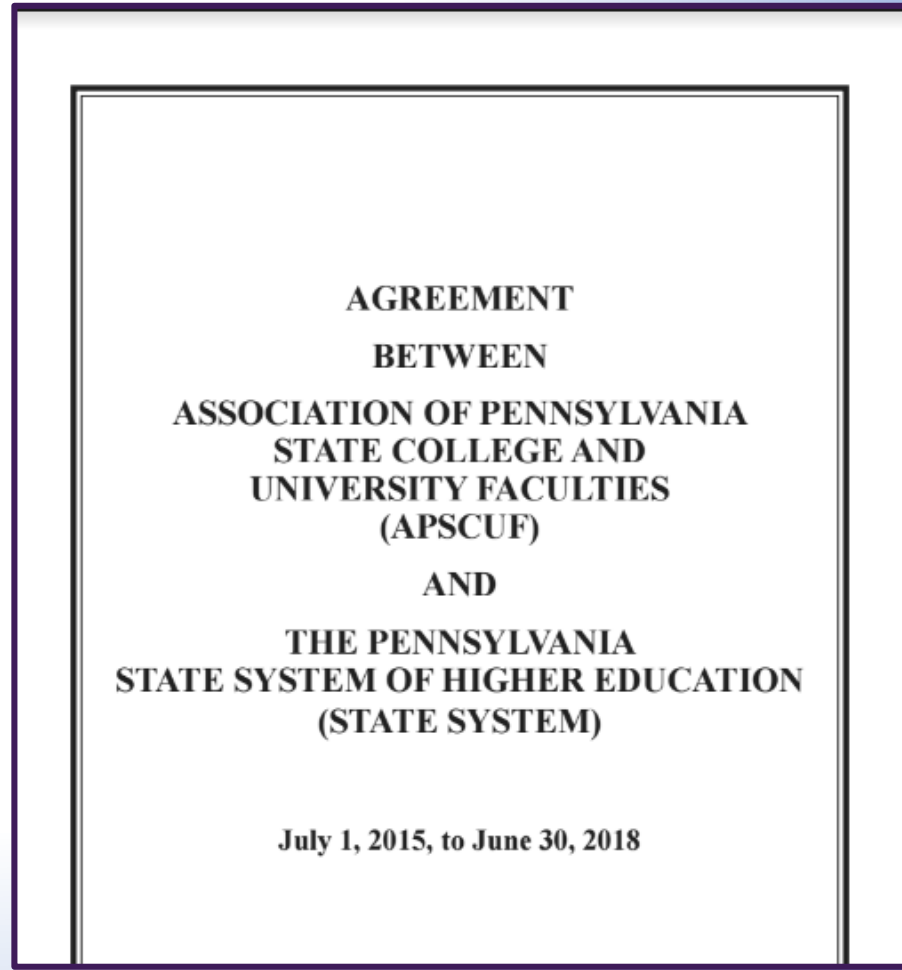 AGREEMENT
BETWEEN
ASSOCIATION OF PENNSYLVANIA
STATE COLLEGE AND
UNIVERSITY FACULTIES
(APSCUF)
AND
THE PENNSYLVANIA
STATE SYSTEM OF HIGHER EDUCATION
(STATE SYSTEM)
July 1, 2015, to June 30, 2018